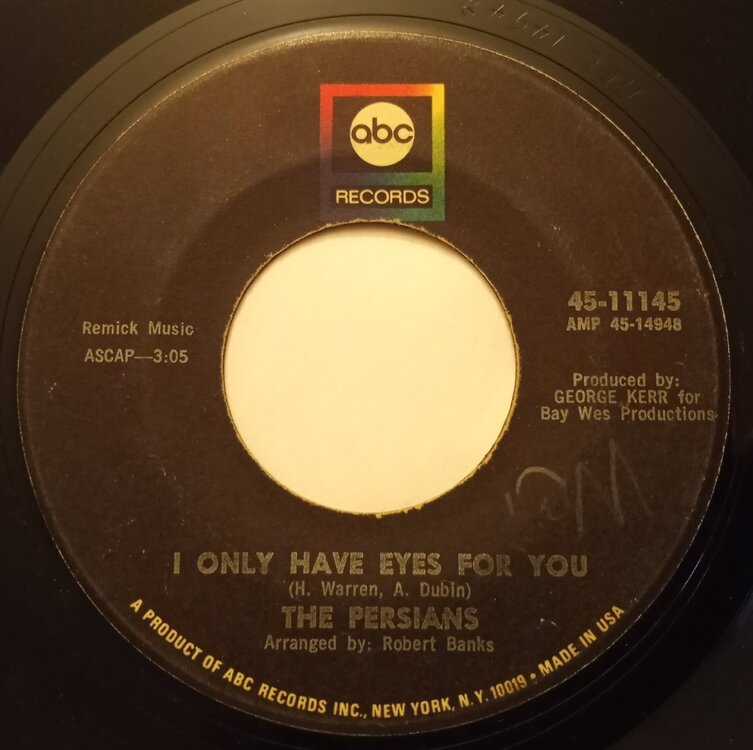 abc
RECORDS
45-11145
AMP 45-14948
Remick Music
ASCAP—3:05
Produced by:
GEORGE KERR for
Bay Wes Productions
I ONLY HAVE EYES FOR YOU
(H. Warren, A. Dubin)
THE PERSIANS
Arranged by: Robert Banks
A PRODUCT OF ABC RECORDS INC., NEW YORK, N.Y. 10019 • MADE IN USA